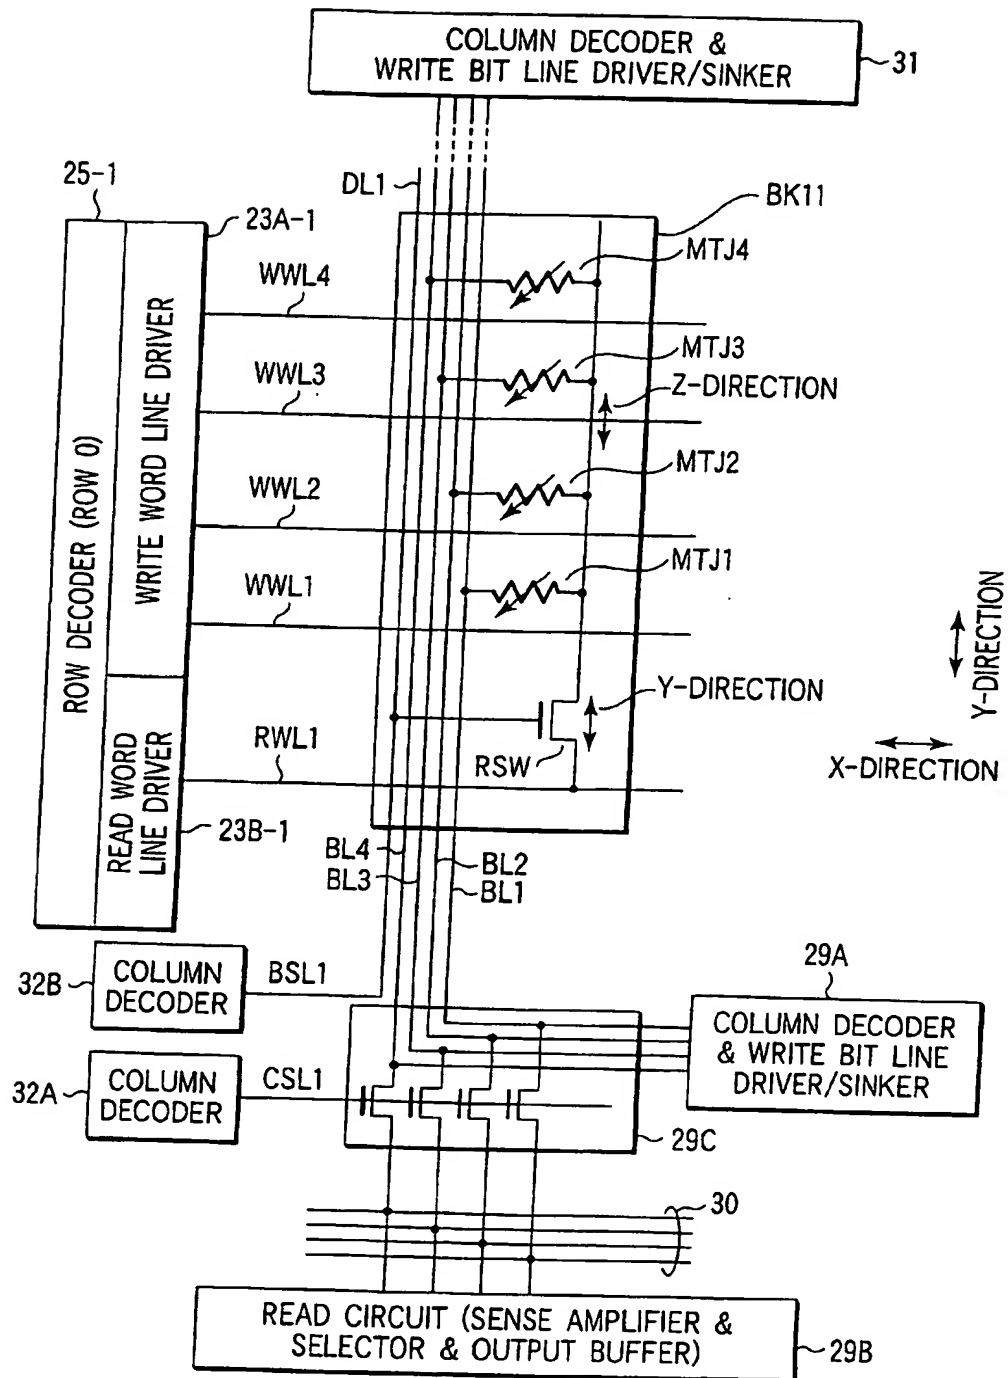 COLUMN DECODER &
WRITE BIT LINE DRIVER/SINKER
31
DL1
BK11
25-1
23A-1
ROW DECODER (ROW 0)
WRITE WORD LINE DRIVER
READ WORD
LINE DRIVER
23B-1
WWL4
MTJ4
WWL3
MTJ3
Z-DIRECTION
WWL2
MTJ2
WWL1
MTJ1
Y-DIRECTION
RSW
RWL1
Y-DIRECTION
X-DIRECTION
BL4
BL3
BL2
BL1
32B
COLUMN
DECODER
BSL1
29A
COLUMN DECODER
& WRITE BIT LINE
DRIVER/SINKER
32A
COLUMN
DECODER
CSL1
29C
30
READ CIRCUIT (SENSE AMPLIFIER &
SELECTOR & OUTPUT BUFFER)
29B